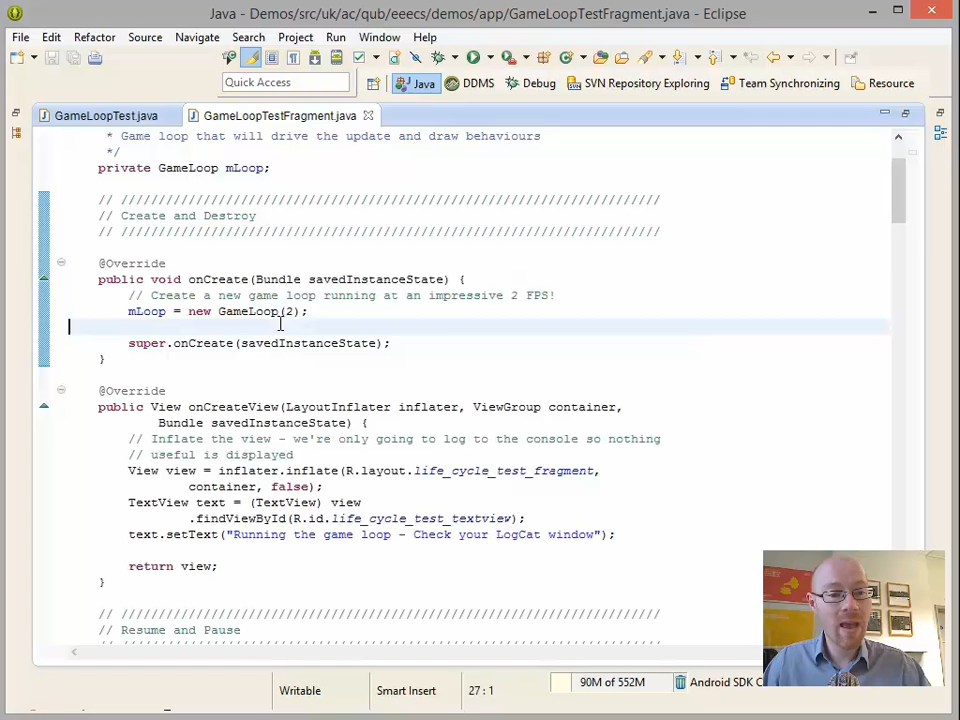 Java - Demos/src/uk/ac/qub/eeecs/demos/app/GameLoopTestFragment.java - Eclipse
File Edit Refactor Source Navigate Search Project Run Window Help
Quick Access Java DDMS Debug SVN Repository Exploring Team Synchronizing Resource
GameLoopTest.java GameLoopTestFragment.java
* Game loop that will drive the update and draw behaviours
*/
private GameLoop mLoop;
// ////////////////////////////////////////////////////////////////////////
// Create and Destroy
// ////////////////////////////////////////////////////////////////////////
@Override
public void onCreate(Bundle savedInstanceState) {
// Create a new game loop running at an impressive 2 FPS!
mLoop = new GameLoop(2);
super.onCreate(savedInstanceState);
}
@Override
public View onCreateView(LayoutInflater inflater, ViewGroup container,
Bundle savedInstanceState) {
// Inflate the view - we're only going to log to the console so nothing
// useful is displayed
View view = inflater.inflate(R.layout.life_cycle_test_fragment,
container, false);
TextView text = (TextView) view
.findViewById(R.id.life_cycle_test_textview);
text.setText("Running the game loop - Check your LogCat window");
return view;
}
// ////////////////////////////////////////////////////////////////////////
// Resume and Pause
Writable Smart Insert 27 : 1 90M of 552M Android SDK C